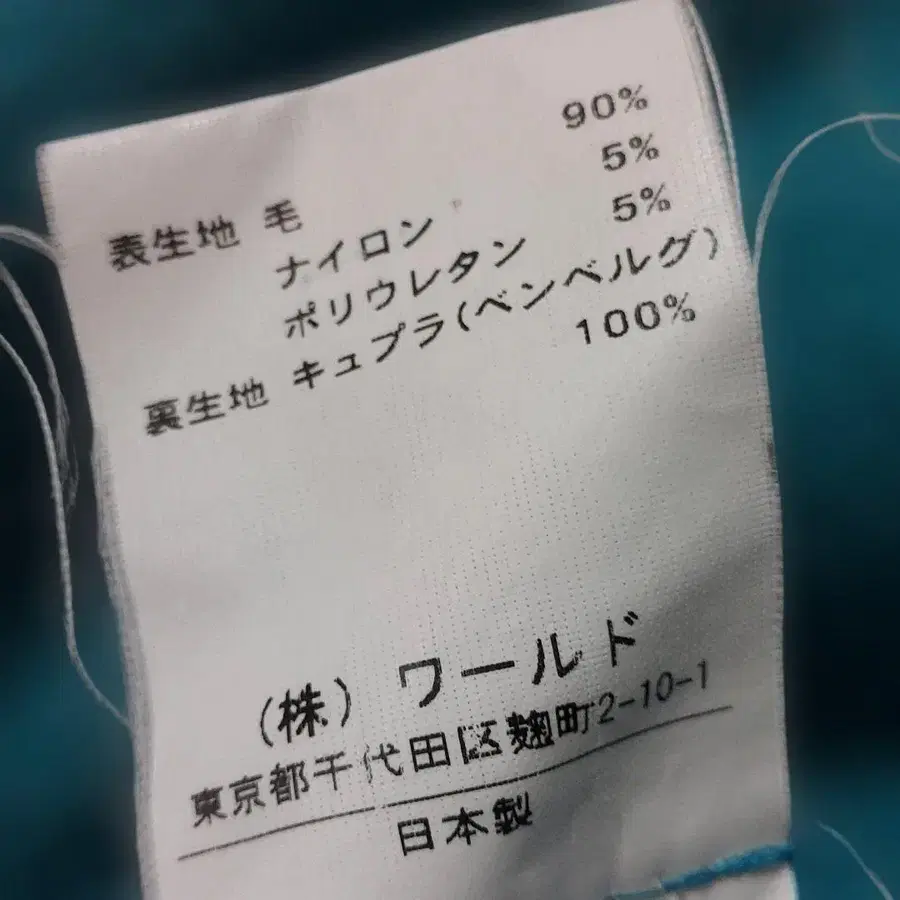 表生地 毛 90%
ナイロン 5%
ポリウレタン 5%
裏生地 キュプラ(ベンベルグ)
100%
(株) ワールド
東京都千代田区麹町2-10-1
日本製